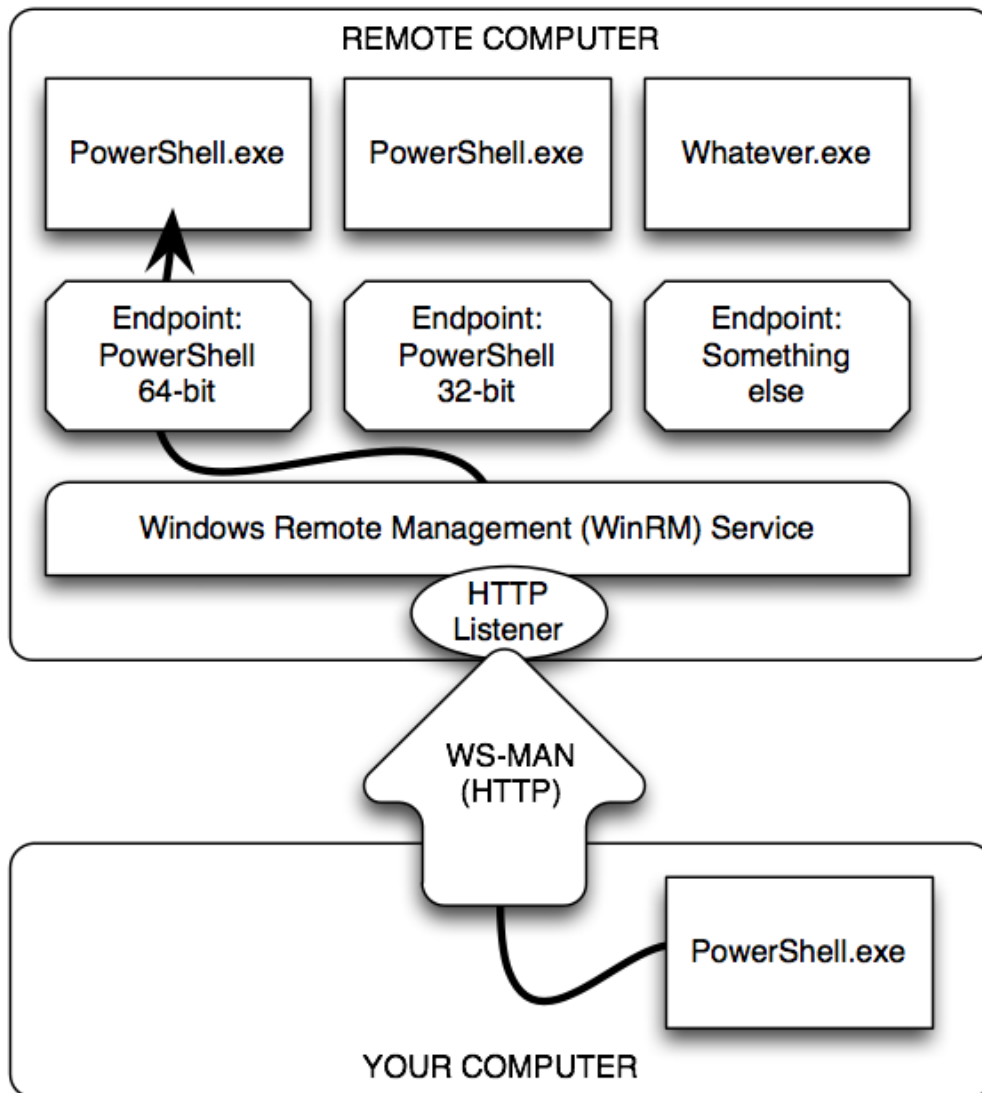 REMOTE COMPUTER
PowerShell.exe
PowerShell.exe
Whatever.exe
Endpoint:
PowerShell
64-bit
Endpoint:
PowerShell
32-bit
Endpoint:
Something
else
Windows Remote Management (WinRM) Service
HTTP
Listener
WS-MAN
(HTTP)
PowerShell.exe
YOUR COMPUTER